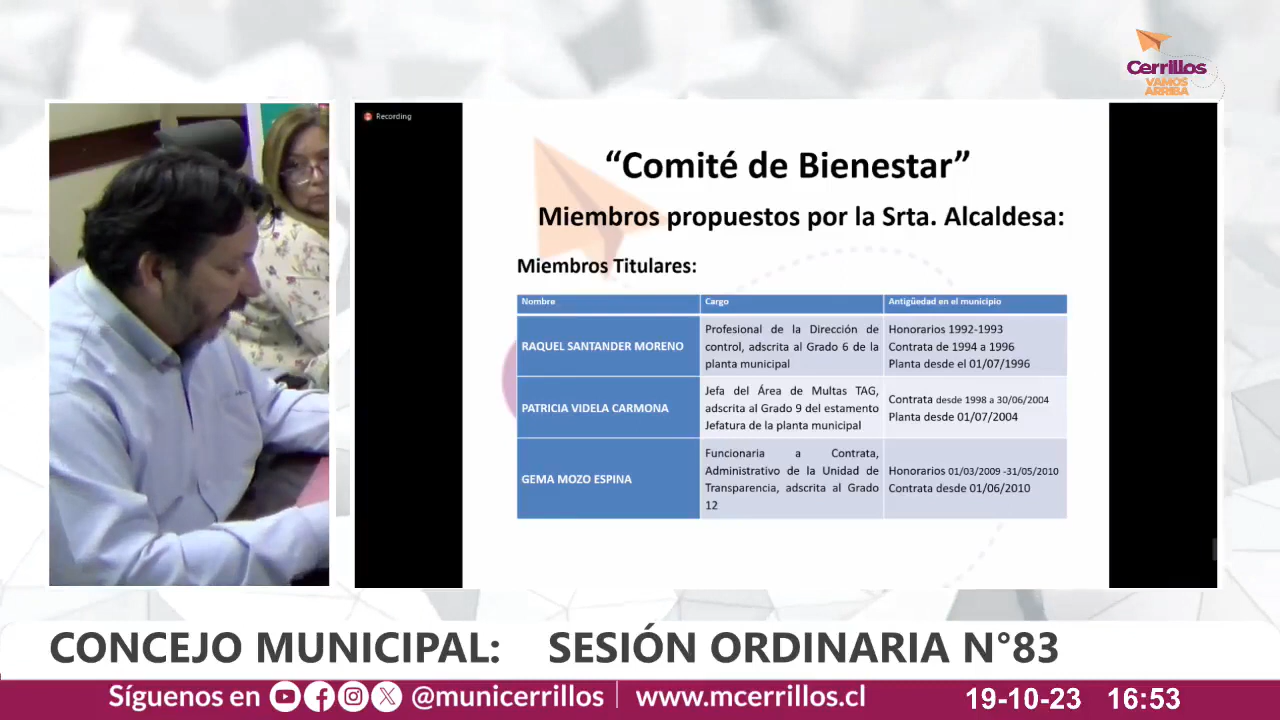 Cerrillos
VAMOS
ARRIBA
Recording
“Comité de Bienestar”
Miembros propuestos por la Srta. Alcaldesa:
Miembros Titulares:
Nombre
Cargo
Antigüedad en el municipio
RAQUEL SANTANDER MORENO
Profesional de la Dirección de
control, adscrita al Grado 6 de la
planta municipal
Honorarios 1992-1993
Contrata de 1994 a 1996
Planta desde el 01/07/1996
PATRICIA VIDELA CARMONA
Jefa del Área de Multas TAG,
adscrita al Grado 9 del estamento
Jefatura de la planta municipal
Contrata desde 1998 a 30/06/2004
Planta desde 01/07/2004
GEMA MOZO ESPINA
Funcionaria a Contrata,
Administrativo de la Unidad de
Transparencia, adscrita al Grado
12
Honorarios 01/03/2009 -31/05/2010
Contrata desde 01/06/2010
CONCEJO MUNICIPAL: SESIÓN ORDINARIA N°83
Síguenos en @municerrillos www.mcerrillos.cl 19-10-23 16:53